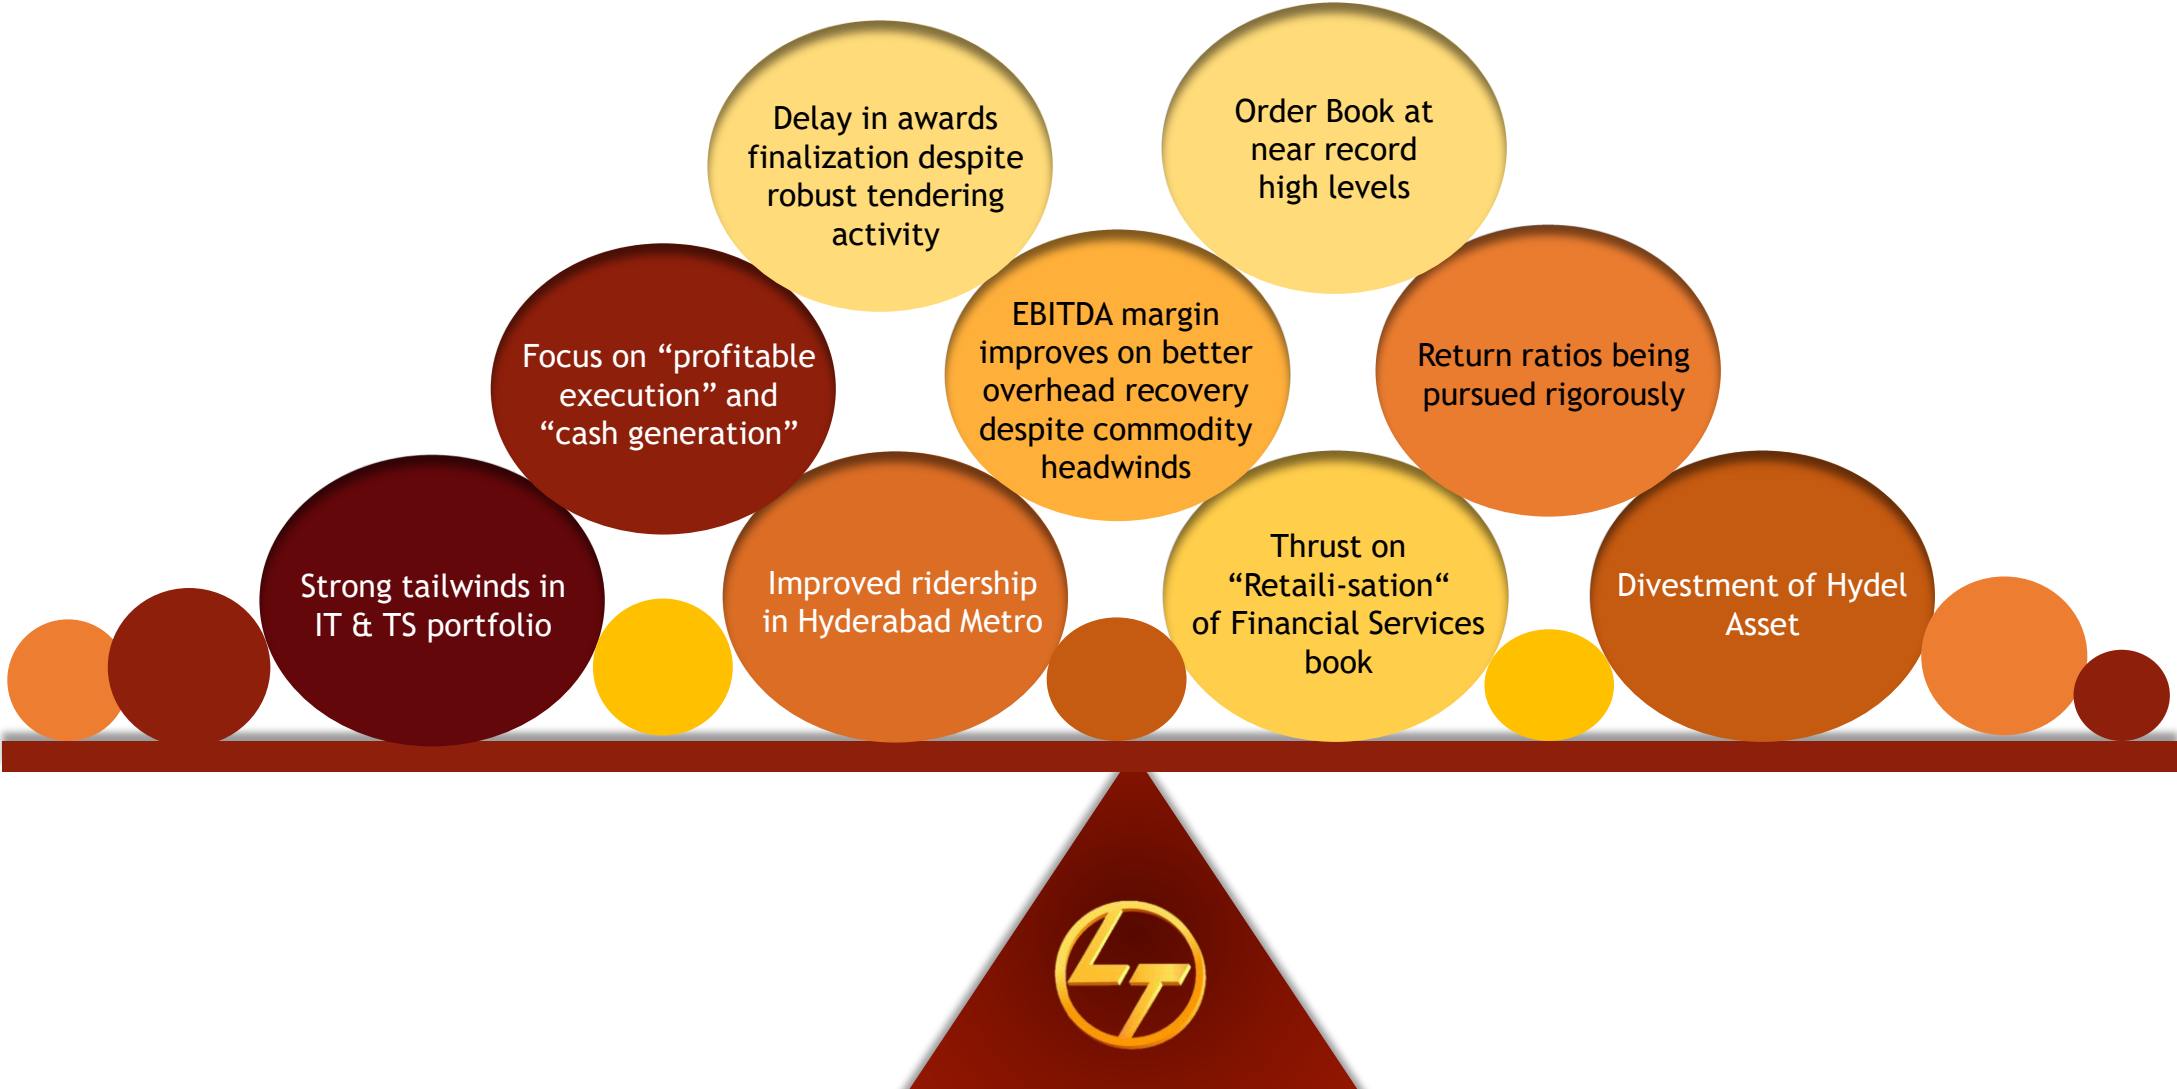 Delay in awards
finalization despite
robust tendering
activity
Order Book at
near record
high levels
Focus on “profitable
execution” and
“cash generation”
EBITDA margin
improves on better
overhead recovery
despite commodity
headwinds
Return ratios being
pursued rigorously
Strong tailwinds in
IT & TS portfolio
Improved ridership
in Hyderabad Metro
Thrust on
“Retaili-sation“
of Financial Services
book
Divestment of Hydel
Asset
LT